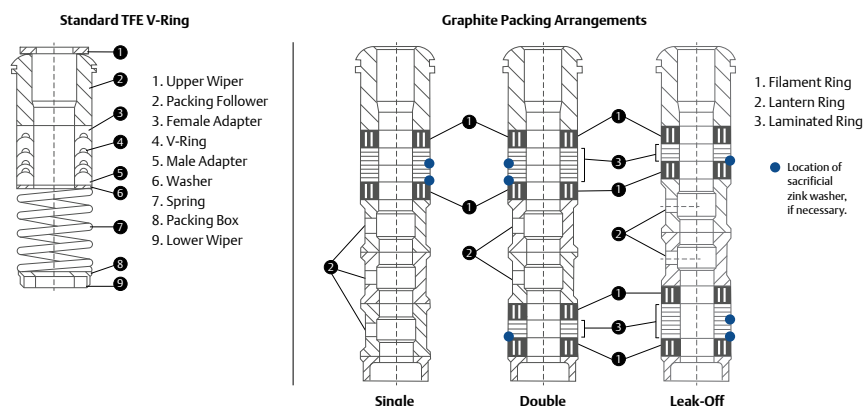 Standard TFE V-Ring
1
2
3
4
5
6
7
8
9
1. Upper Wiper
2. Packing Follower
3. Female Adapter
4. V-Ring
5. Male Adapter
6. Washer
7. Spring
8. Packing Box
9. Lower Wiper
Graphite Packing Arrangements
1
1
2
Single
1
3
1
2
1
3
1
Double
2
Leak-Off
1. Filament Ring
2. Lantern Ring
3. Laminated Ring
Location of
sacrificial
zink washer,
if necessary.